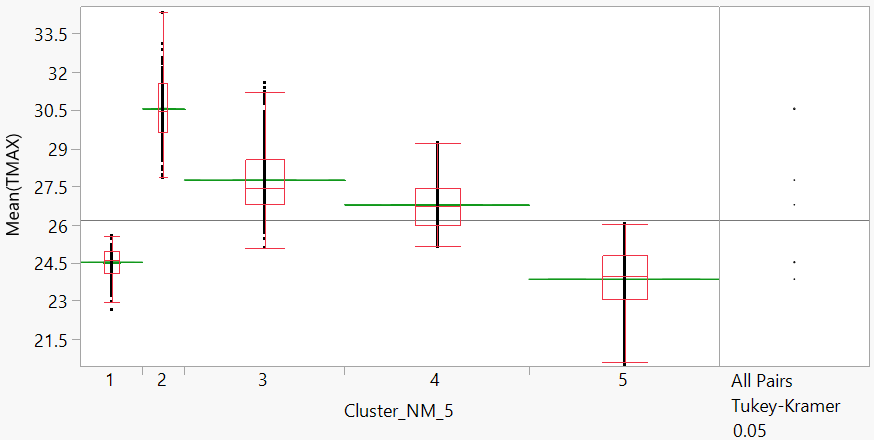 Mean(TMAX)
33.5
32
30.5
29
27.5
26
24.5
23
21.5
1 2 3 4 5
Cluster_NM_5
All Pairs
Tukey-Kramer
0.05